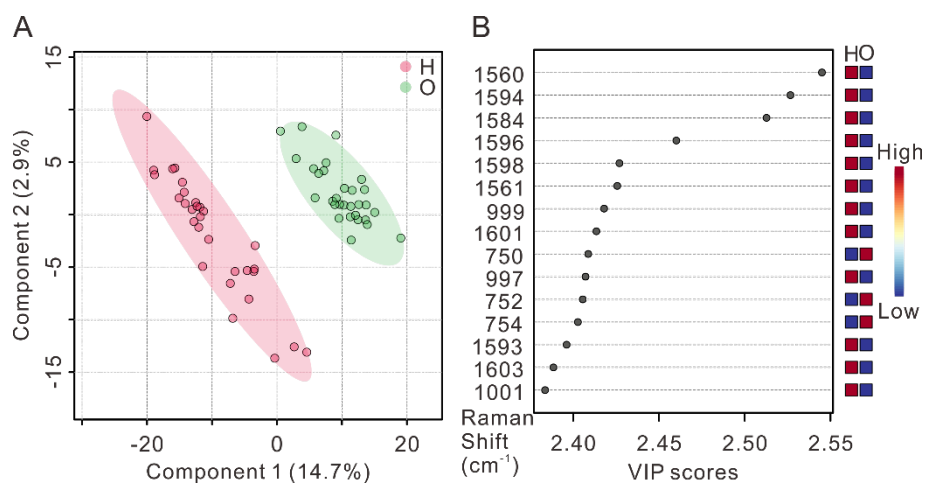 A
15
5
-5
-15
-20
0
20
Component 2 (2.9%)
Component 1 (14.7%)
H
O
B
HO
1560
1594
1584
1596
1598
1561
999
1601
750
997
752
754
1593
1603
1001
Raman
Shift
(cm⁻¹)
2.40
2.45
2.50
2.55
VIP scores
High
Low